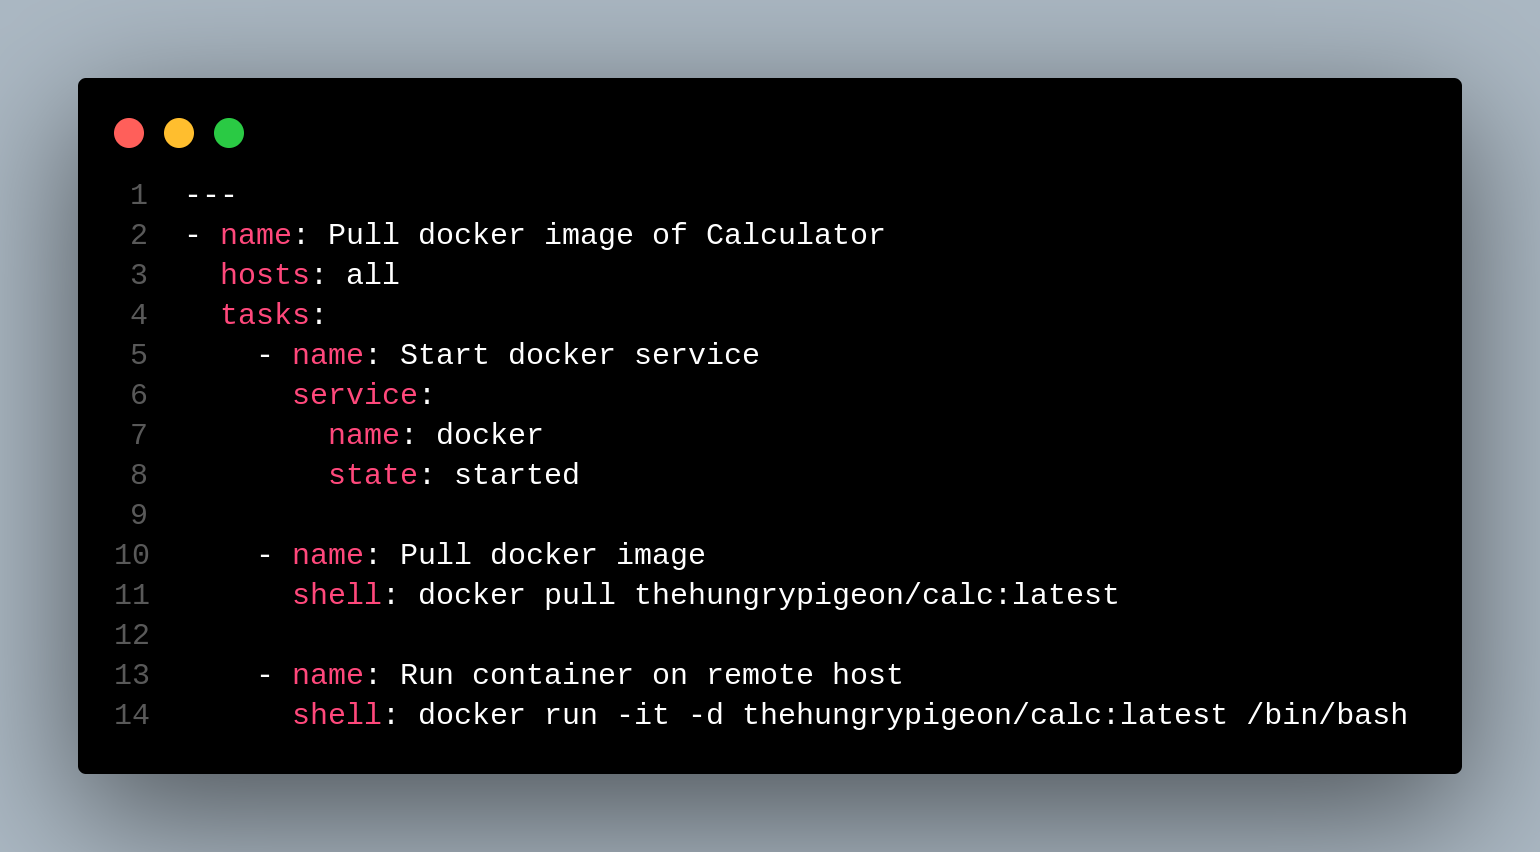 1 ---
2 - name: Pull docker image of Calculator
3   hosts: all
4   tasks:
5     - name: Start docker service
6       service:
7         name: docker
8         state: started
9
10     - name: Pull docker image
11       shell: docker pull thehungrypigeon/calc:latest
12
13     - name: Run container on remote host
14       shell: docker run -it -d thehungrypigeon/calc:latest /bin/bash